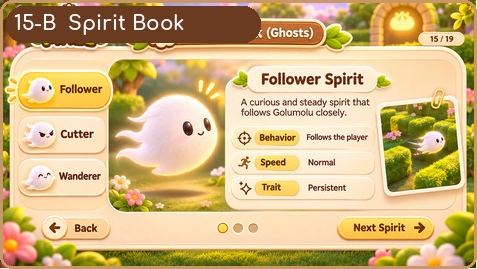 15-B Spirit Book
(Ghosts)
15 / 19
Follower
Cutter
Wanderer
Follower Spirit
A curious and steady spirit that
follows Golumolu closely.
Behavior Follows the player
Speed Normal
Trait Persistent
Back
Next Spirit